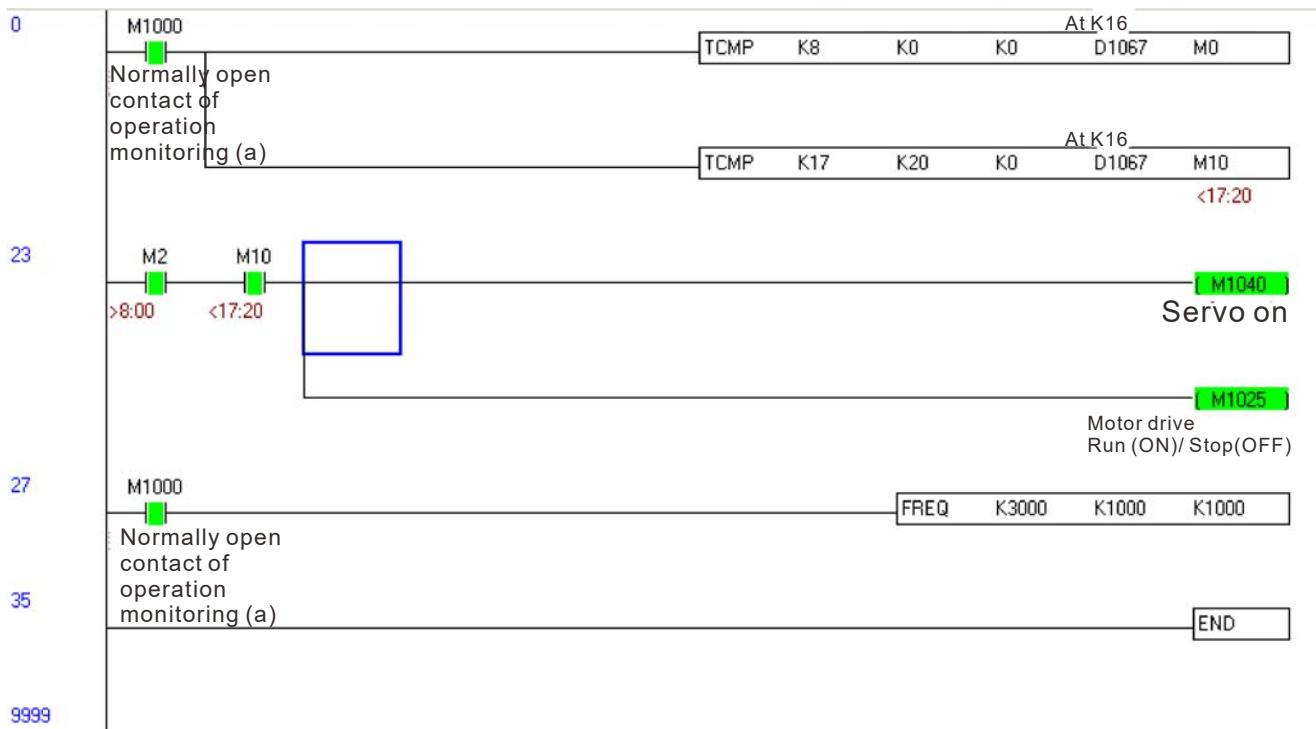 0
M1000
At K16
TCMP K8 K0 K0 D1067 M0
Normally open
contact of
operation
monitoring (a)
At K16
TCMP K17 K20 K0 D1067 M10
<17:20
23
M2 M10
( M1040 )
>8:00 <17:20
Servo on
( M1025 )
Motor drive
Run (ON)/ Stop(OFF)
27
M1000
FREQ K3000 K1000 K1000
Normally open
contact of
operation
monitoring (a)
35
END
9999